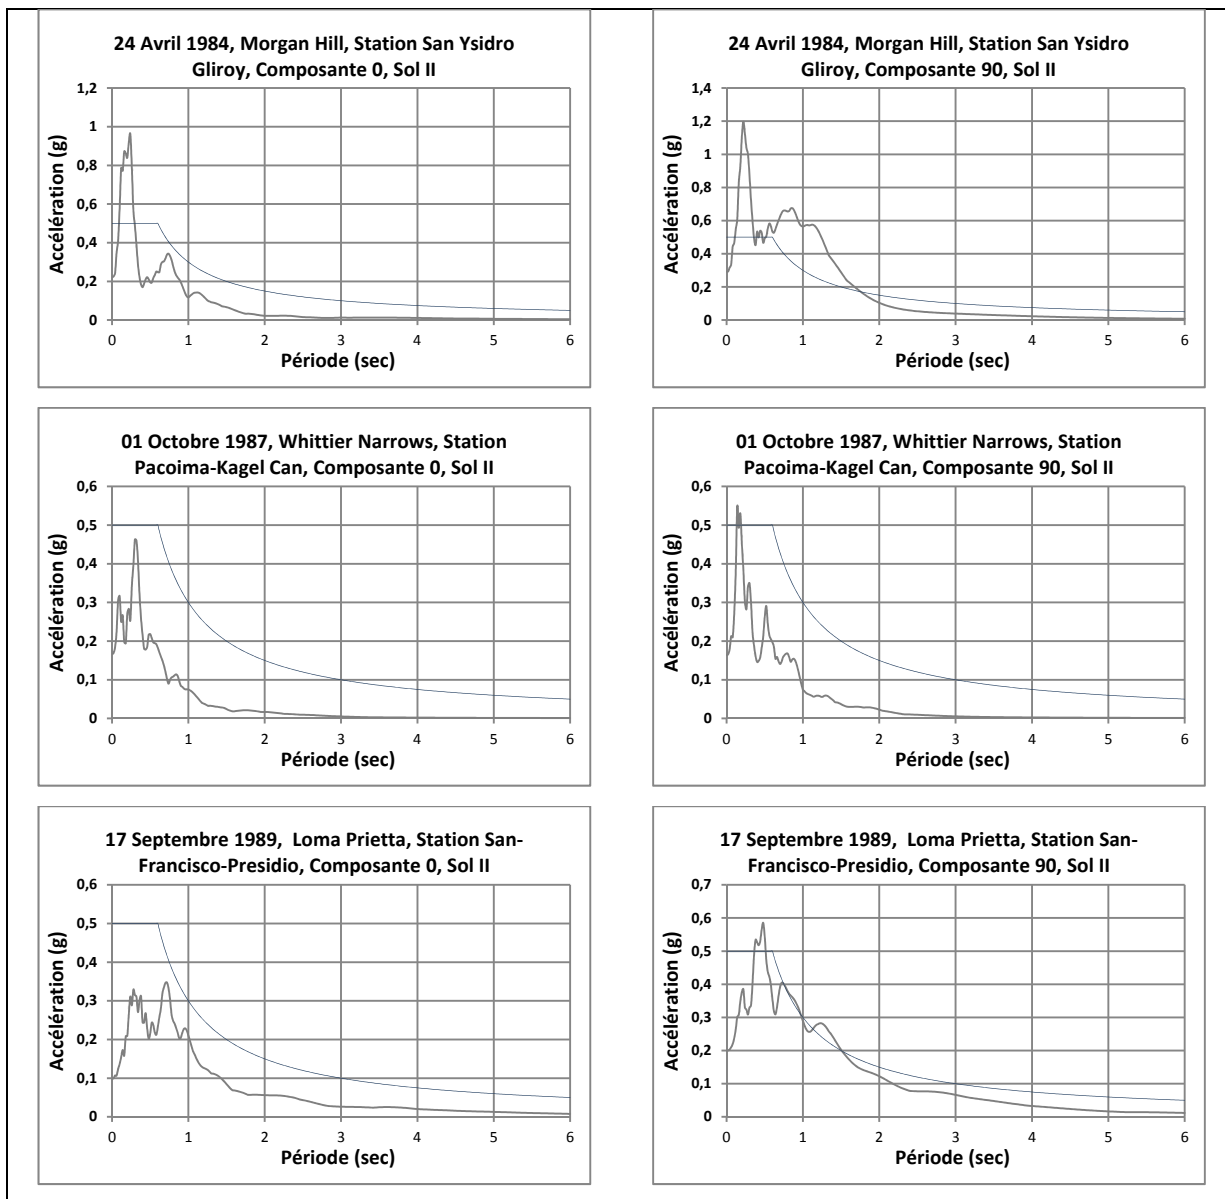 24 Avril 1984, Morgan Hill, Station San Ysidro
Gliroy, Composante 0, Sol II
Accélération (g)
1,2
1
0,8
0,6
0,4
0,2
0
0 1 2 3 4 5 6
Période (sec)
24 Avril 1984, Morgan Hill, Station San Ysidro
Gliroy, Composante 90, Sol II
Accélération (g)
1,4
1,2
1
0,8
0,6
0,4
0,2
0
0 1 2 3 4 5 6
Période (sec)
01 Octobre 1987, Whittier Narrows, Station
Pacoima-Kagel Can, Composante 0, Sol II
Accélération (g)
0,6
0,5
0,4
0,3
0,2
0,1
0
0 1 2 3 4 5 6
Période (sec)
01 Octobre 1987, Whittier Narrows, Station
Pacoima-Kagel Can, Composante 90, Sol II
Accélération (g)
0,6
0,5
0,4
0,3
0,2
0,1
0
0 1 2 3 4 5 6
Période (sec)
17 Septembre 1989, Loma Prietta, Station San-
Francisco-Presidio, Composante 0, Sol II
Accélération (g)
0,6
0,5
0,4
0,3
0,2
0,1
0
0 1 2 3 4 5 6
Période (sec)
17 Septembre 1989, Loma Prietta, Station San-
Francisco-Presidio, Composante 90, Sol II
Accélération (g)
0,7
0,6
0,5
0,4
0,3
0,2
0,1
0
0 1 2 3 4 5 6
Période (sec)